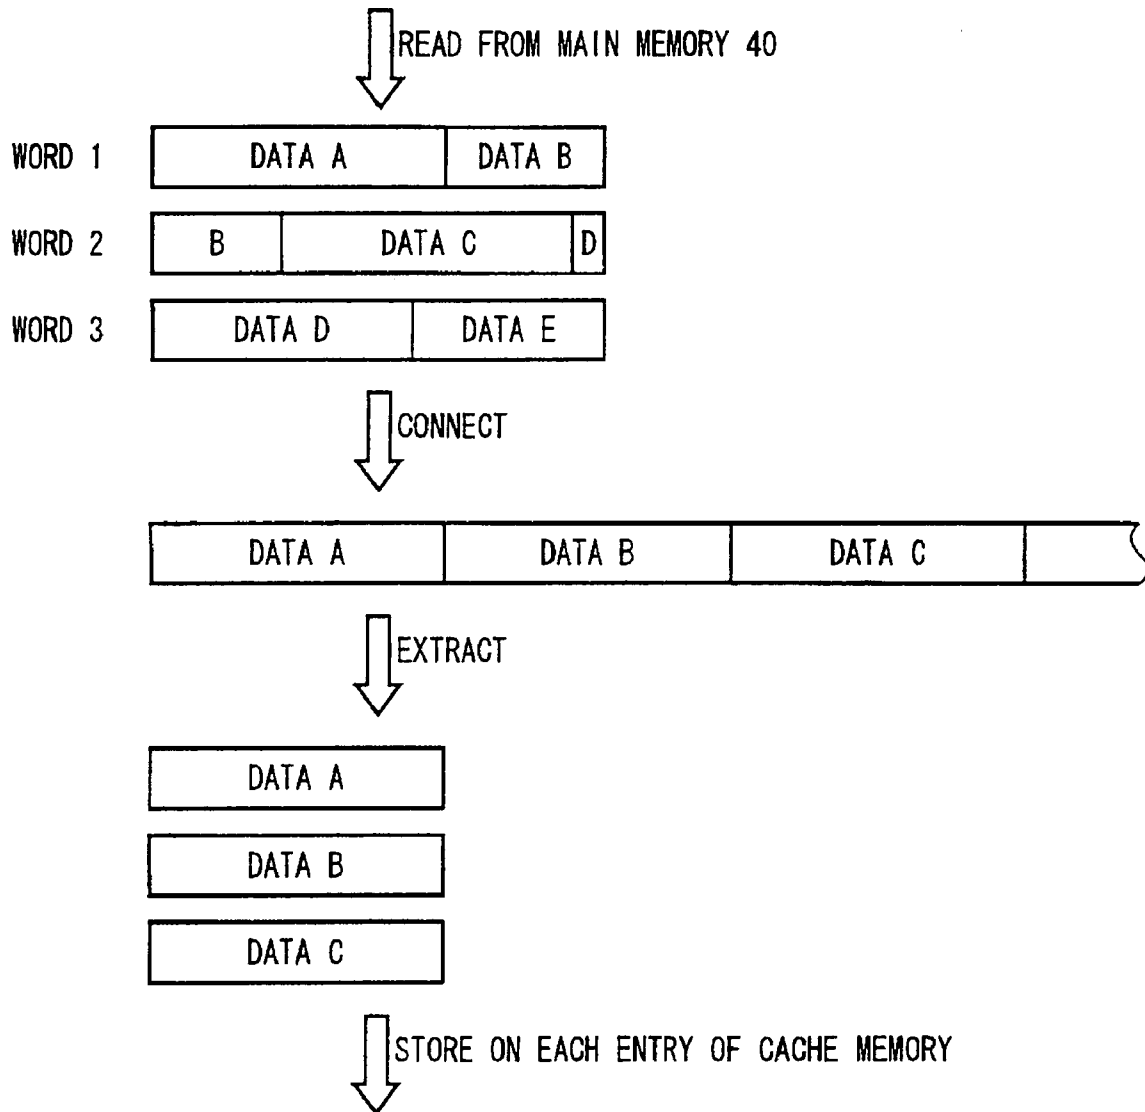 READ FROM MAIN MEMORY 40
WORD 1 DATA A DATA B
WORD 2 B DATA C D
WORD 3 DATA D DATA E
CONNECT
DATA A DATA B DATA C
EXTRACT
DATA A
DATA B
DATA C
STORE ON EACH ENTRY OF CACHE MEMORY